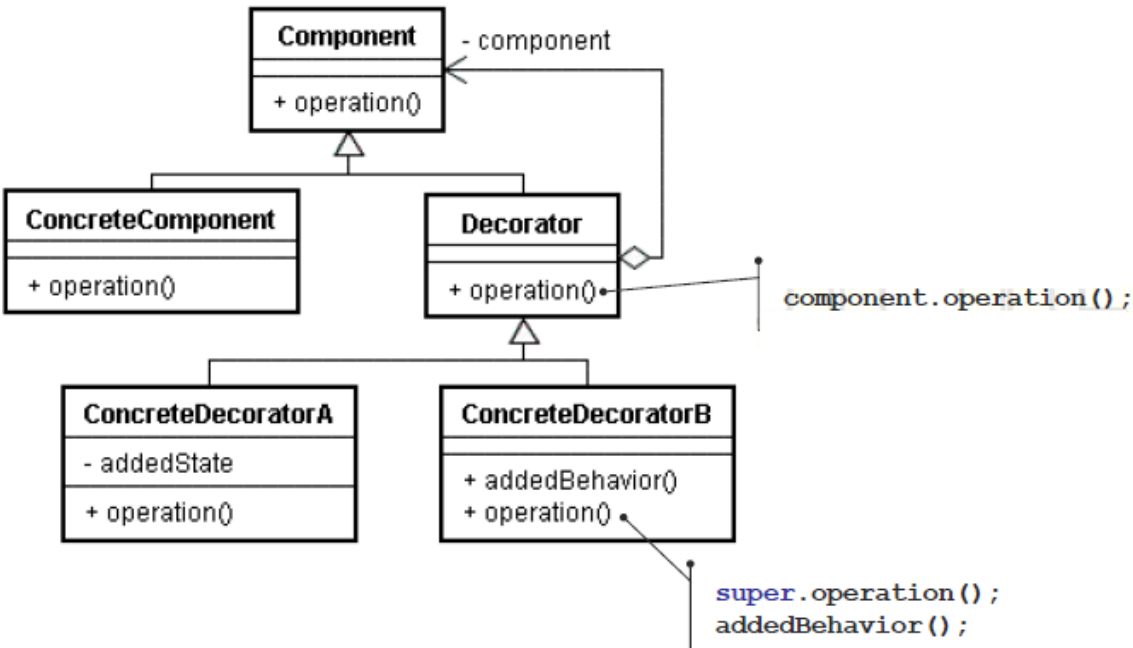 Component
- component
+ operation()
ConcreteComponent
+ operation()
Decorator
+ operation()
component.operation();
ConcreteDecoratorA
- addedState
+ operation()
ConcreteDecoratorB
+ addedBehavior()
+ operation()
super.operation();
addedBehavior();